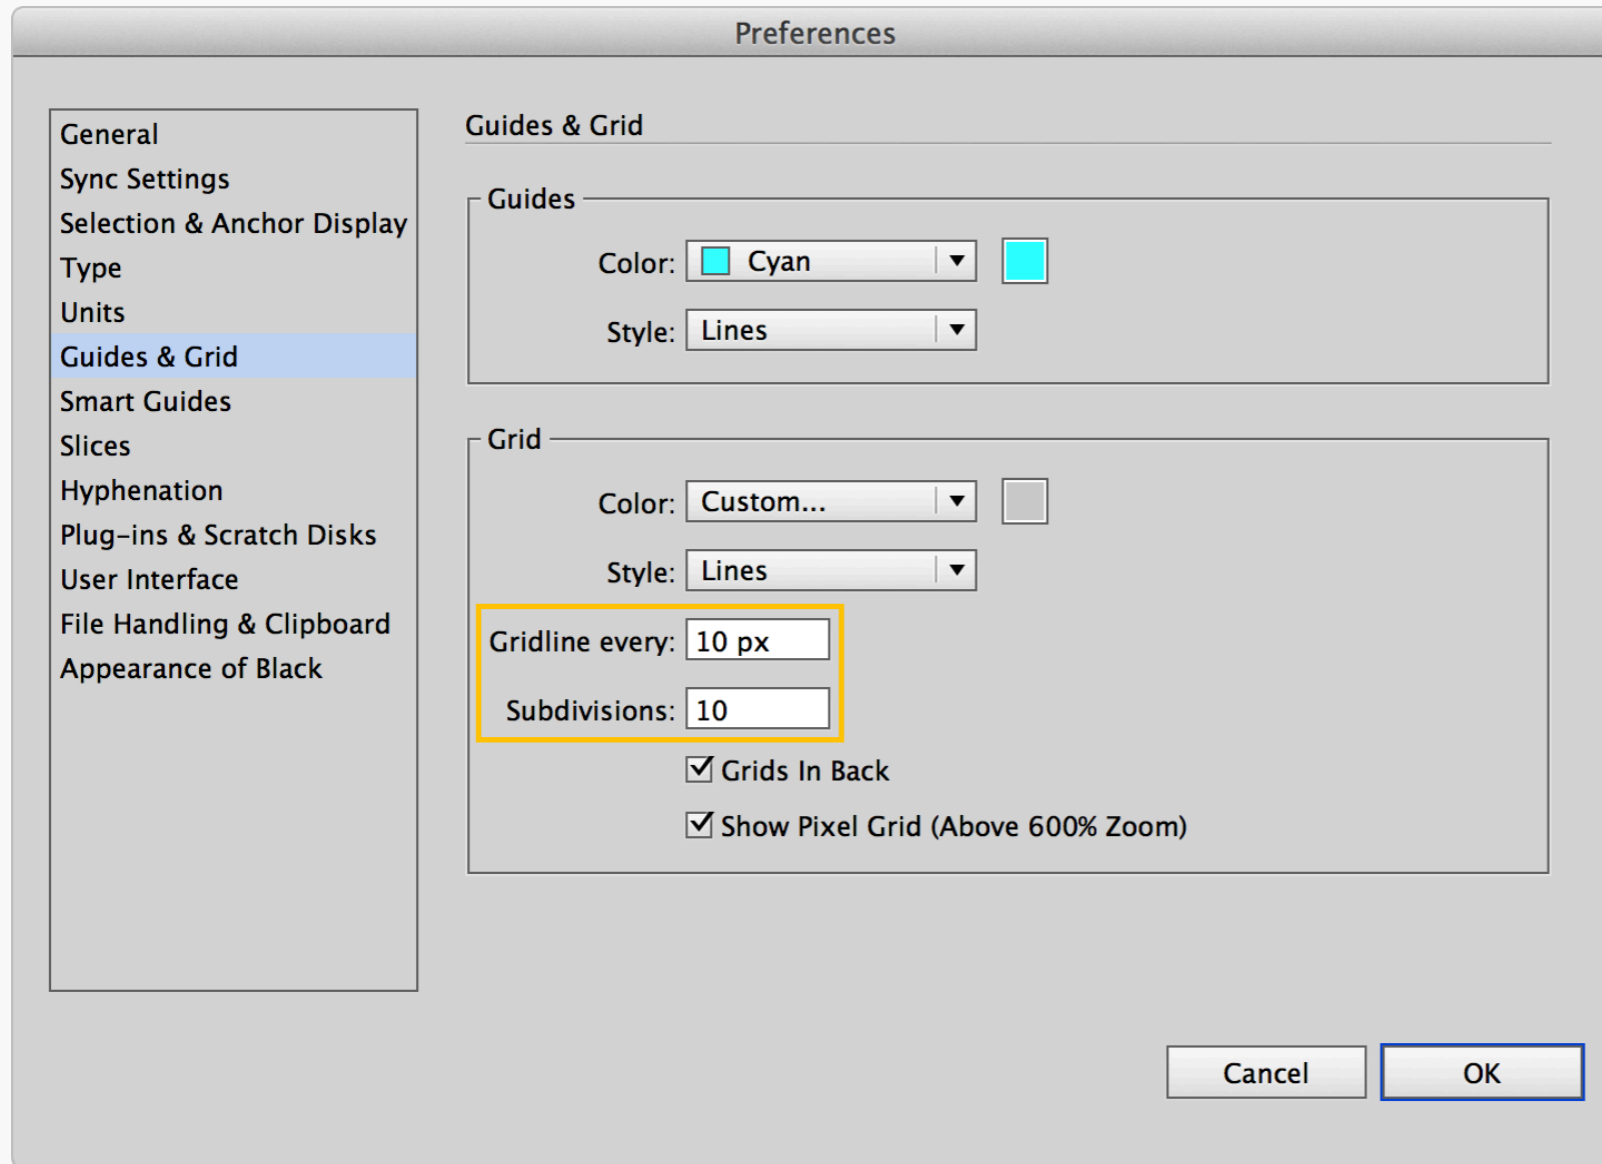 Preferences
General
Sync Settings
Selection & Anchor Display
Type
Units
Guides & Grid
Smart Guides
Slices
Hyphenation
Plug-ins & Scratch Disks
User Interface
File Handling & Clipboard
Appearance of Black
Guides & Grid
Guides
Color: Cyan
Style: Lines
Grid
Color: Custom...
Style: Lines
Gridline every: 10 px
Subdivisions: 10
Grids In Back
Show Pixel Grid (Above 600% Zoom)
Cancel OK